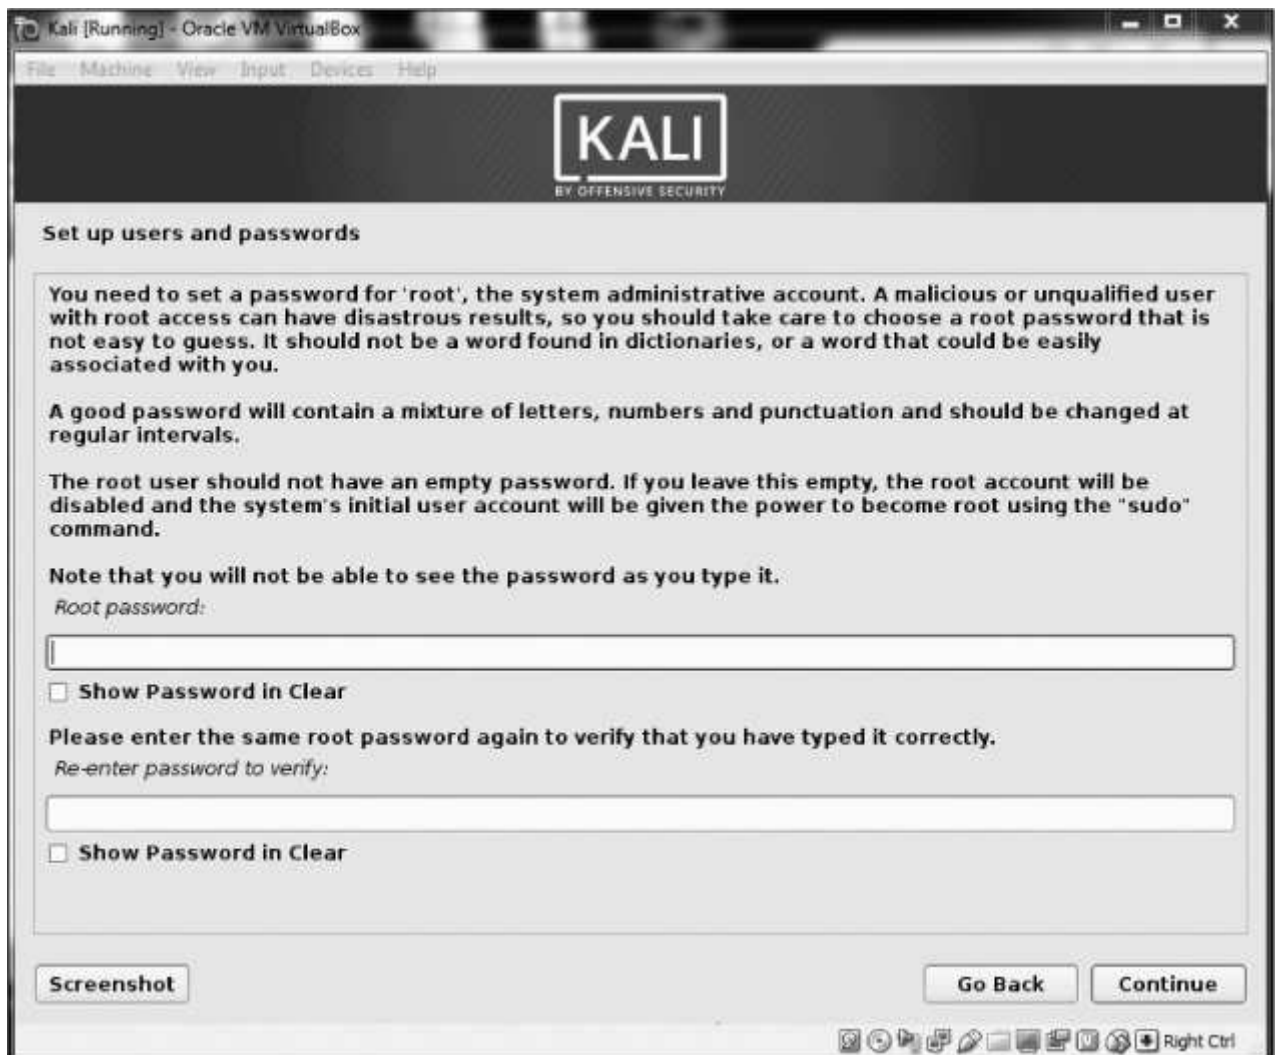 Kali [Running] - Oracle VM VirtualBox
File Machine View Input Devices Help
KALI
BY OFFENSIVE SECURITY
Set up users and passwords
You need to set a password for 'root', the system administrative account. A malicious or unqualified user
with root access can have disastrous results, so you should take care to choose a root password that is
not easy to guess. It should not be a word found in dictionaries, or a word that could be easily
associated with you.
A good password will contain a mixture of letters, numbers and punctuation and should be changed at
regular intervals.
The root user should not have an empty password. If you leave this empty, the root account will be
disabled and the system's initial user account will be given the power to become root using the "sudo"
command.
Note that you will not be able to see the password as you type it.
Root password:
Show Password in Clear
Please enter the same root password again to verify that you have typed it correctly.
Re-enter password to verify:
Show Password in Clear
Screenshot Go Back Continue
Right Ctrl